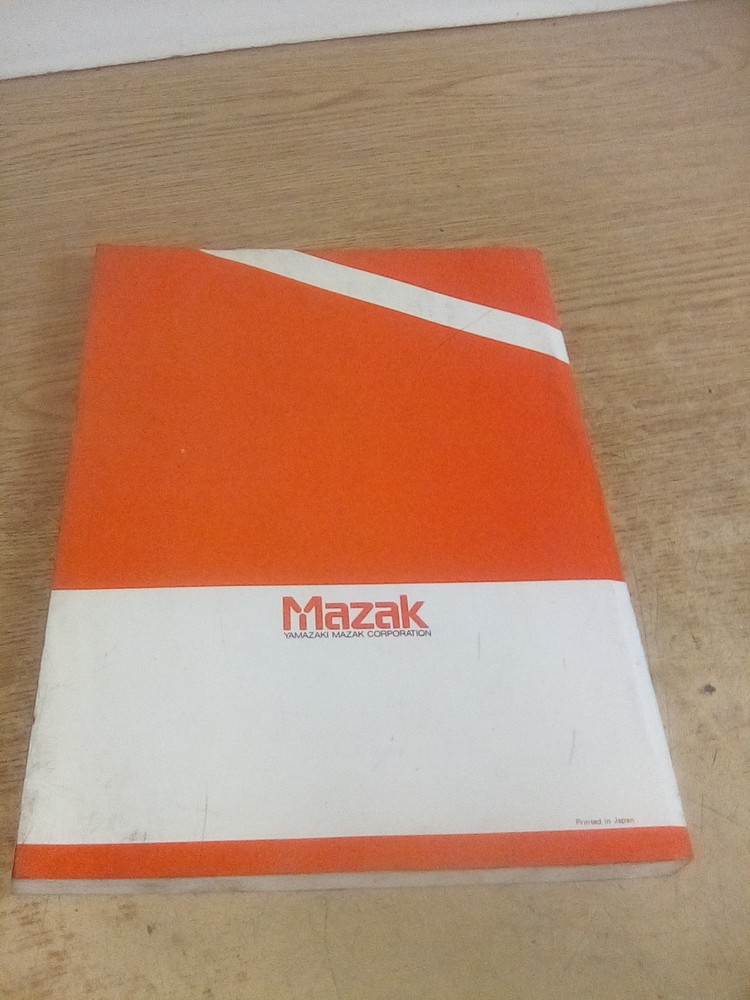 Mazak
YAMAZAKI MAZAK CORPORATION
Printed in Japan